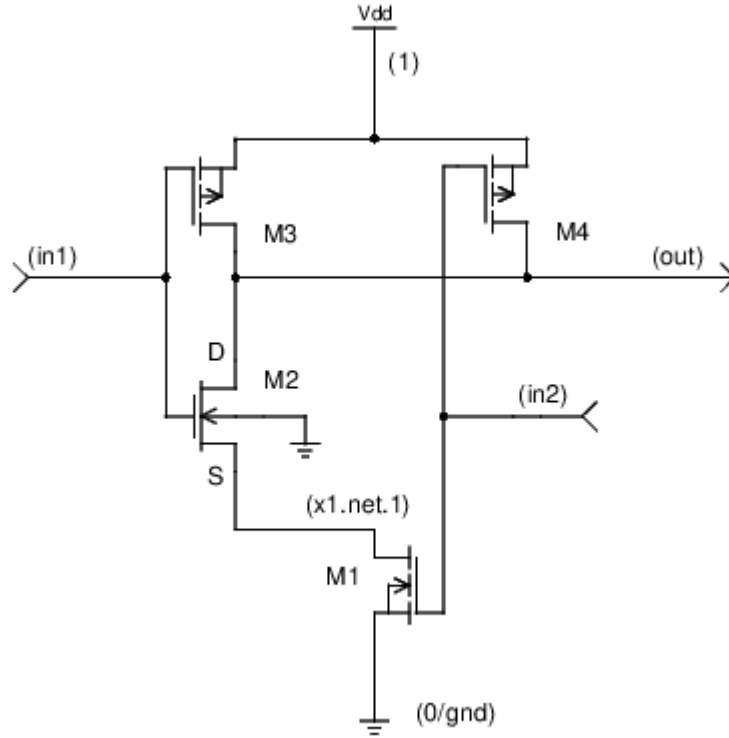 Vdd
(1)
M3
M4
(in1)
(out)
D
M2
(in2)
S
(x1.net.1)
M1
(0/gnd)